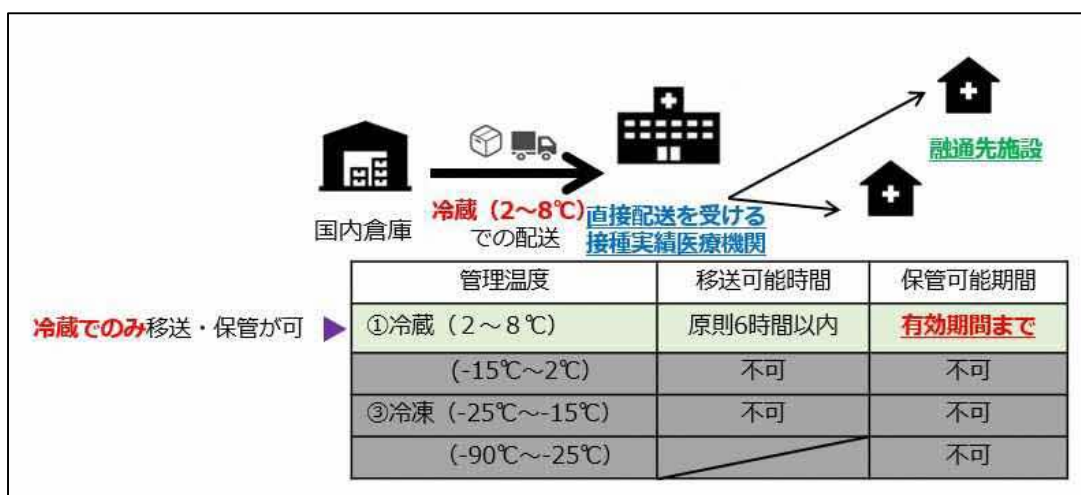 融通先施設
国内倉庫
冷蔵（2～8℃）
での配送
直接配送を受ける
接種実績医療機関
管理温度 移送可能時間 保管可能期間
冷蔵でのみ移送・保管が可
①冷蔵（2～8℃） 原則6時間以内 有効期間まで
(-15℃～2℃) 不可 不可
③冷凍（-25℃～-15℃） 不可 不可
(-90℃～-25℃) 不可